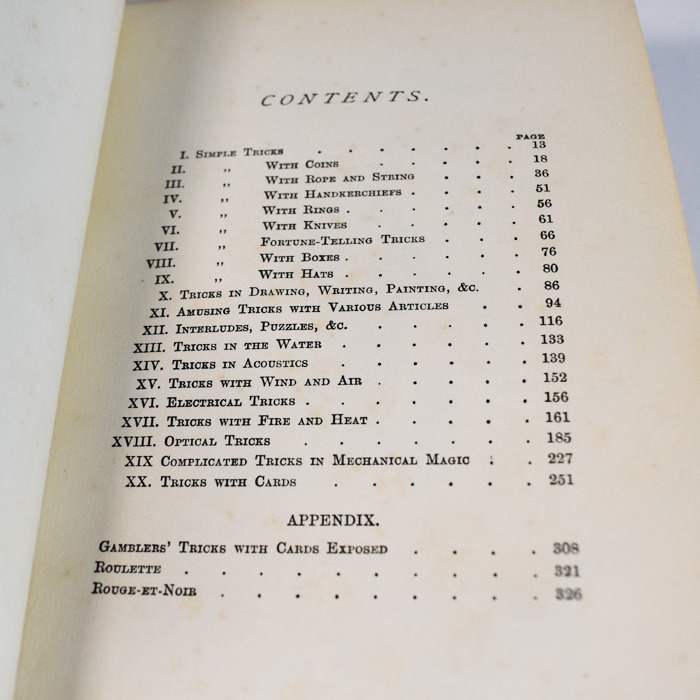 CONTENTS.
PAGE
I. Simple Tricks . . . . . . 13
II. ,, With Coins . . . . . 18
III. ,, With Rope and String . . . 36
IV. ,, With Handkerchiefs . . . . 51
V. ,, With Rings . . . . . 56
VI. ,, With Knives . . . . . 61
VII. ,, Fortune-Telling Tricks . . . 66
VIII. ,, With Boxes . . . . . 76
IX. ,, With Hats . . . . . . 80
X. Tricks in Drawing, Writing, Painting, &c. . 86
XI. Amusing Tricks with Various Articles . . 94
XII. Interludes, Puzzles, &c. . . . . 116
XIII. Tricks in the Water . . . . . 133
XIV. Tricks in Acoustics . . . . . 139
XV. Tricks with Wind and Air . . . . . 152
XVI. Electrical Tricks . . . . . . 156
XVII. Tricks with Fire and Heat . . . . . 161
XVIII. Optical Tricks . . . . . . 185
XIX Complicated Tricks in Mechanical Magic . . 227
XX. Tricks with Cards . . . . . . 251
APPENDIX.
Gamblers' Tricks with Cards Exposed . . . . 308
Roulette . . . . . . . . . . 321
Rouge-et-Noir . . . . . . . . . 326